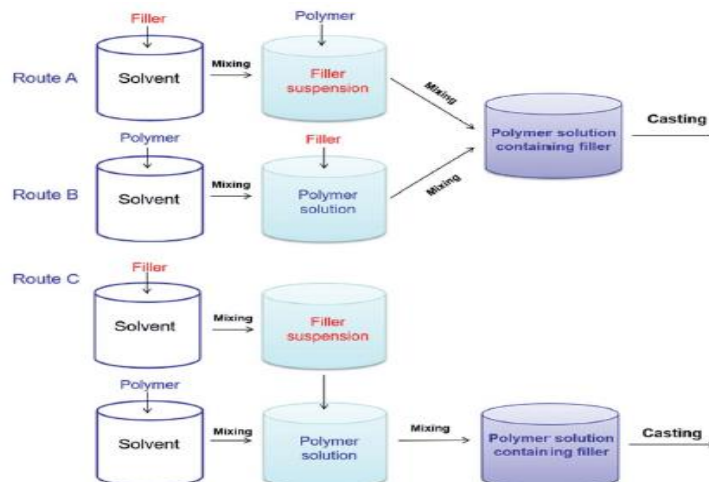 Filler
Polymer
Route A
Solvent
Mixing
Filler
suspension
Mixing
Polymer solution
containing filler
Casting
Polymer
Filler
Route B
Solvent
Mixing
Polymer
solution
Mixing
Route C
Filler
Solvent
Mixing
Filler
suspension
Polymer
Solvent
Mixing
Polymer
solution
Mixing
Polymer solution
containing filler
Casting